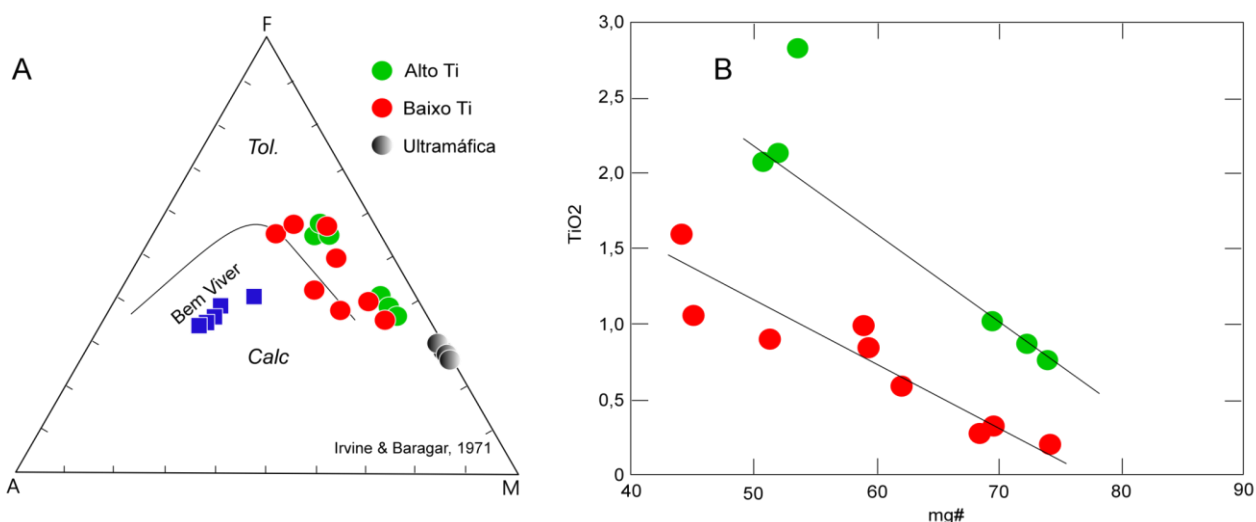 A
F
Alto Ti
Baixo Ti
Ultramáfica
Tol.
Bem Viver
Calc
Irvine & Baragar, 1971
A
M
B
3,0
2,5
2,0
1,5
1,0
0,5
0
TiO2
40
50
60
70
80
90
mg#